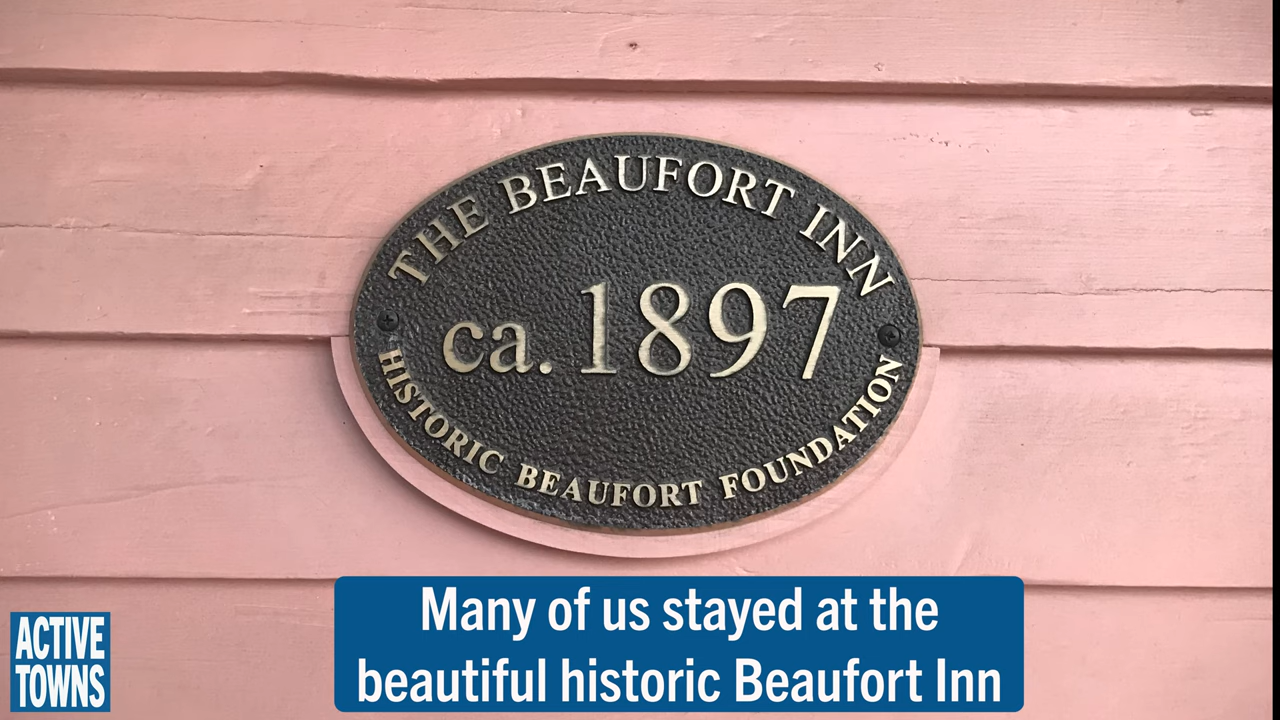 THE BEAUFORT INN
ca. 1897
HISTORIC BEAUFORT FOUNDATION
Many of us stayed at the
beautiful historic Beaufort Inn
ACTIVE
TOWNS